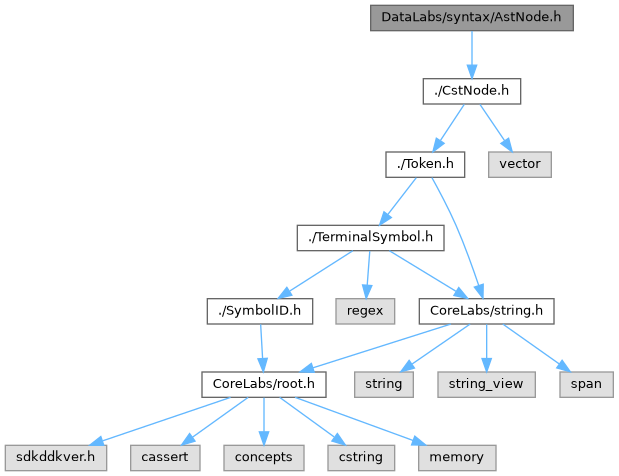 DataLabs/syntax/AstNode.h
./CstNode.h
./Token.h
vector
./TerminalSymbol.h
./SymbolID.h
regex
CoreLabs/string.h
CoreLabs/root.h
string
string_view
span
sdkddkver.h
cassert
concepts
cstring
memory